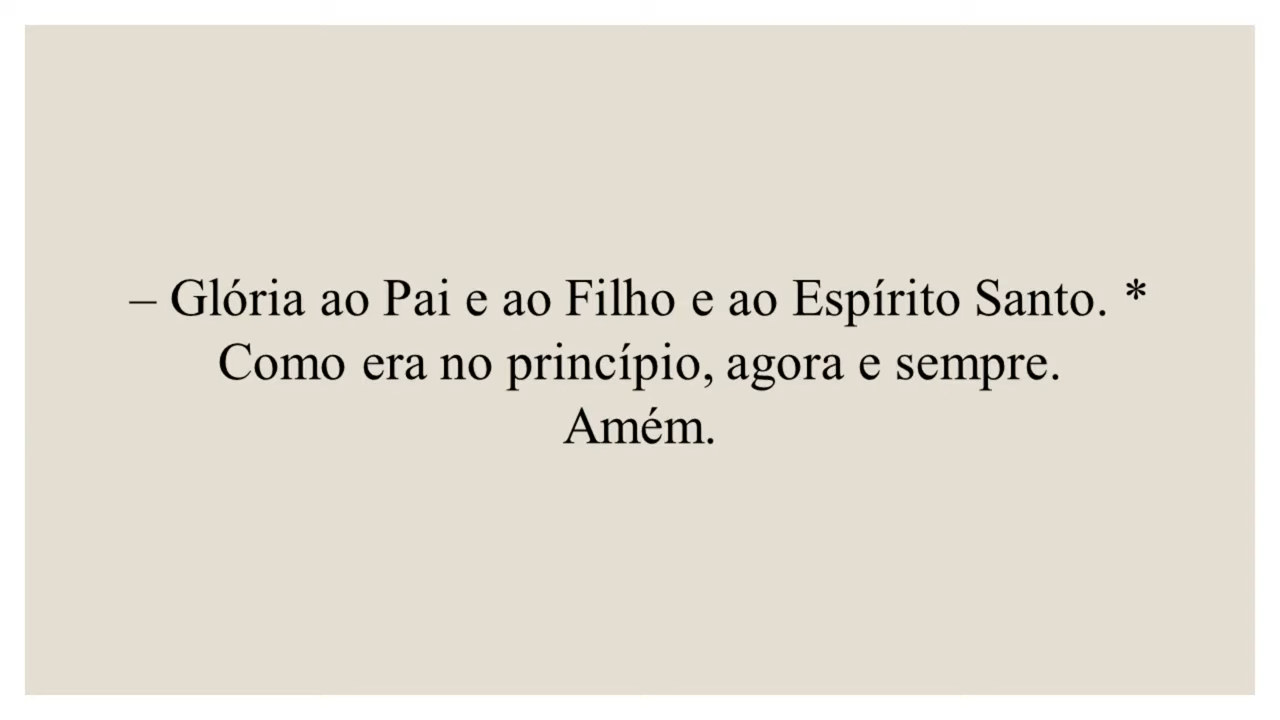 – Glória ao Pai e ao Filho e ao Espírito Santo. *
Como era no princípio, agora e sempre.
Amém.